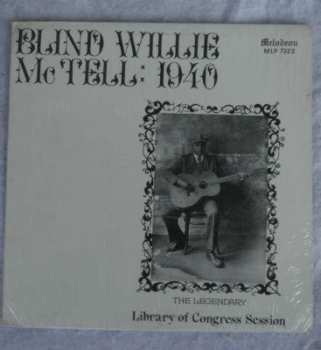 BLIND WILLIE
McTELL: 1940
Melodeon
MLP 7323
THE LEGENDARY
Library of Congress Session